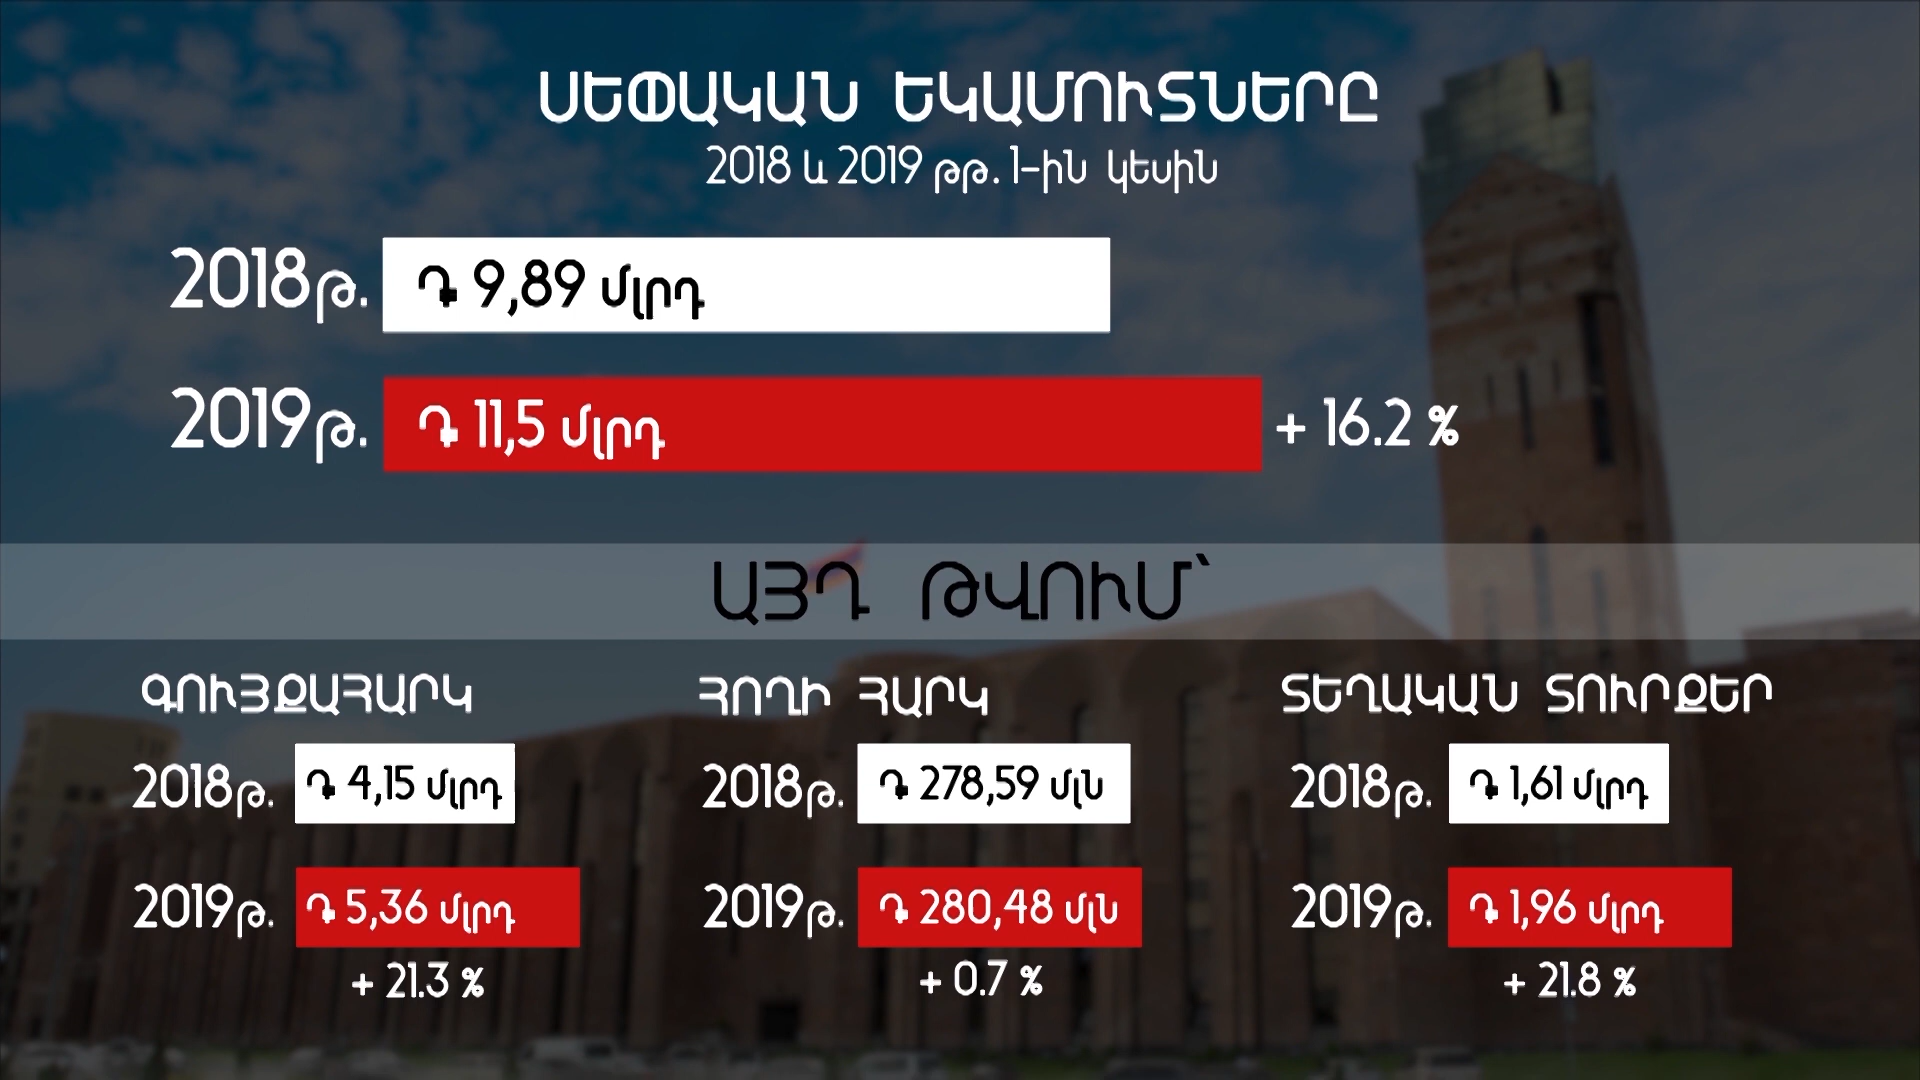 ՍԵՓԱԿԱՆ ԵԿԱՄՈՒՏՆԵՐԸ
2018 և 2019 թթ. 1-ին կեսին
2018թ. ֏ 9,89 մլրդ
2019թ. ֏ 11,5 մլրդ + 16.2 %
ԱՅԴ ԹՎՈՒՄ՝
ԳՈՒՅՔԱՀԱՐԿ
2018թ. ֏ 4,15 մլրդ
2019թ. ֏ 5,36 մլրդ
+ 21.3 %
ՀՈՂԻ ՀԱՐԿ
2018թ. ֏ 278,59 մլն
2019թ. ֏ 280,48 մլն
+ 0.7 %
ՏԵՂԱԿԱՆ ՏՈՒՐՔԵՐ
2018թ. ֏ 1,61 մլրդ
2019թ. ֏ 1,96 մլրդ
+ 21.8 %